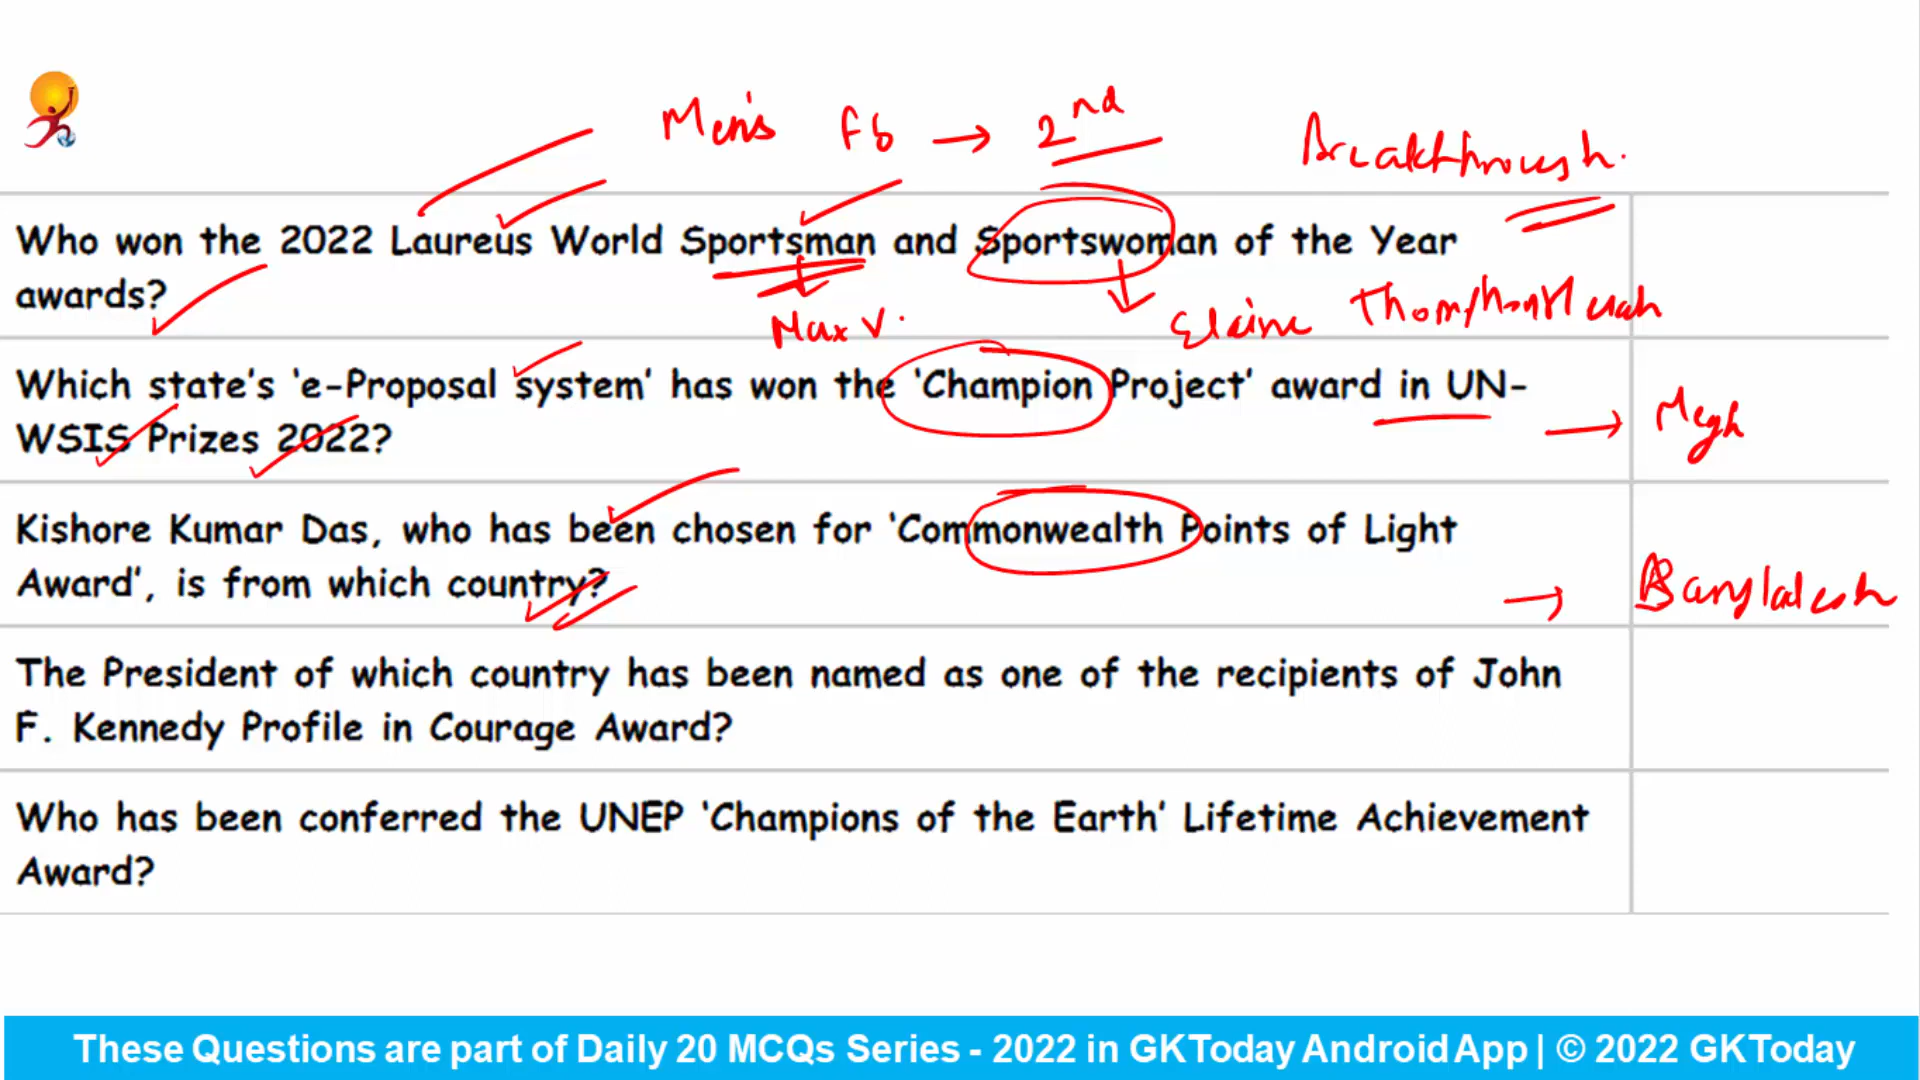 Men's Fb → 2nd Breakthrough.
Who won the 2022 Laureus World Sportsman and Sportswoman of the Year
awards?
Max V. Elaine Thompson Herah
Which state's 'e-Proposal system' has won the 'Champion Project' award in UN-
WSIS Prizes 2022?
→ Megh
Kishore Kumar Das, who has been chosen for 'Commonwealth Points of Light
Award', is from which country?
→ Bangladesh
The President of which country has been named as one of the recipients of John
F. Kennedy Profile in Courage Award?
Who has been conferred the UNEP 'Champions of the Earth' Lifetime Achievement
Award?
These Questions are part of Daily 20 MCQs Series - 2022 in GKToday Android App | © 2022 GKToday